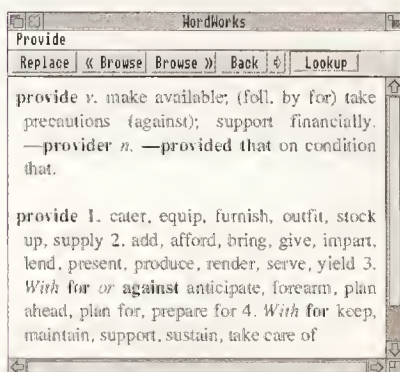 WordWorks
Provide
Replace « Browse Browse » Back Lookup
provide v. make available; (foll. by for) take
precautions (against); support financially.
—provider n. —provided that on condition
that.
provide 1. cater, equip, furnish, outfit, stock
up, supply 2. add, afford, bring, give, impart,
lend, present, produce, render, serve, yield 3.
With for or against anticipate, forearm, plan
ahead, plan for, prepare for 4. With for keep,
maintain, support, sustain, take care of